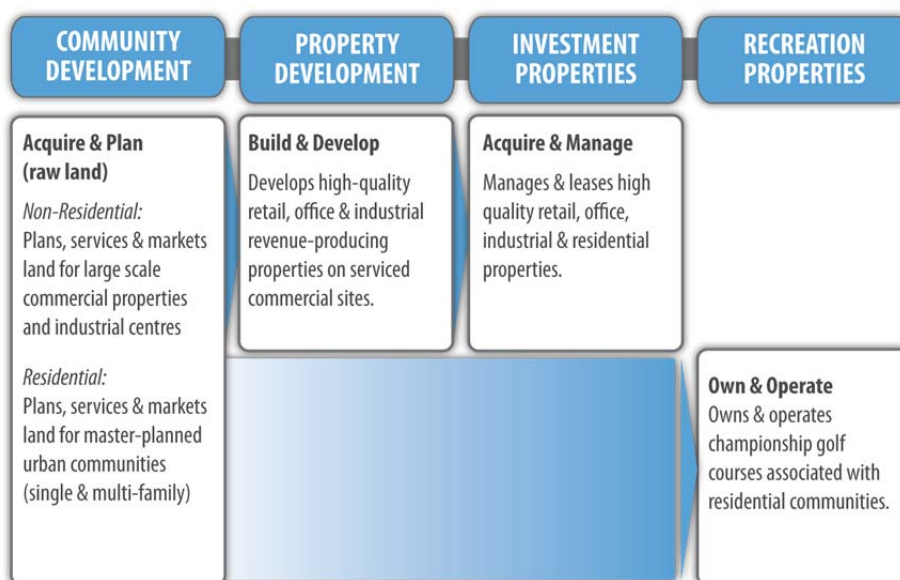 COMMUNITY
DEVELOPMENT
PROPERTY
DEVELOPMENT
INVESTMENT
PROPERTIES
RECREATION
PROPERTIES
Acquire & Plan
(raw land)
Non-Residential:
Plans, services & markets
land for large scale
commercial properties
and industrial centres
Residential:
Plans, services & markets
land for master-planned
urban communities
(single & multi-family)
Build & Develop
Develops high-quality
retail, office & industrial
revenue-producing
properties on serviced
commercial sites.
Acquire & Manage
Manages & leases high
quality retail, office,
industrial & residential
properties.
Own & Operate
Owns & operates
championship golf
courses associated with
residential communities.